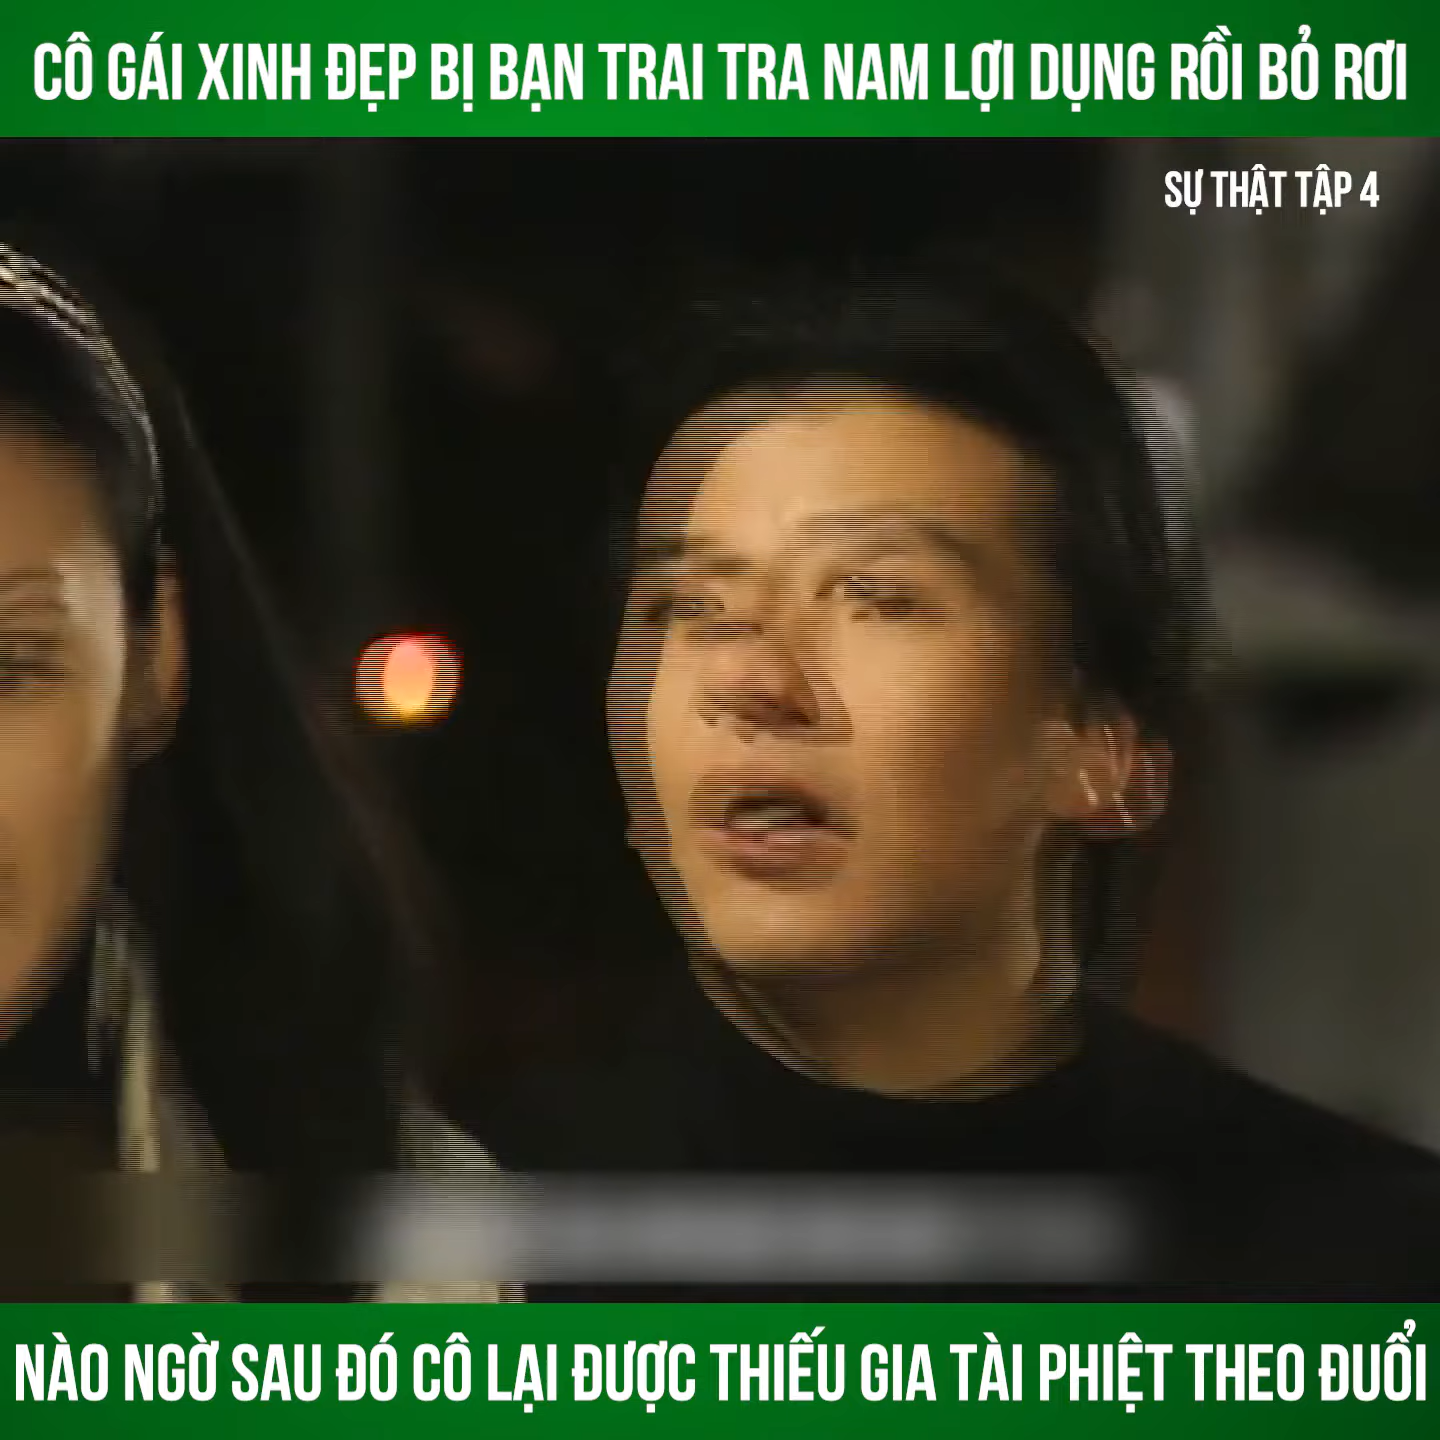 CÔ GÁI XINH ĐẸP BỊ BẠN TRAI TRA NAM LỢI DỤNG RỒI BỎ RƠI
SỰ THẬT TẬP 4
NÀO NGỜ SAU ĐÓ CÔ LẠI ĐƯỢC THIẾU GIA TÀI PHIỆT THEO ĐUỔI